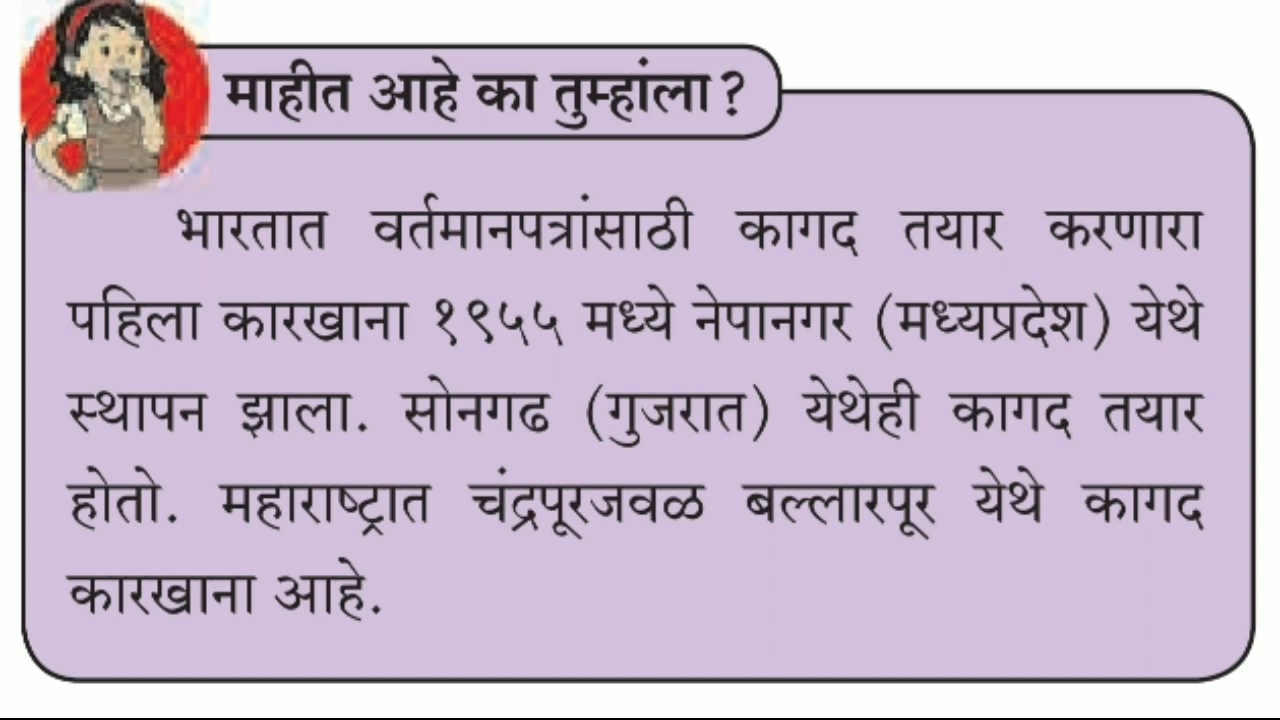 माहीत आहे का तुम्हांला ?
भारतात वर्तमानपत्रांसाठी कागद तयार करणारा
पहिला कारखाना १९५५ मध्ये नेपानगर (मध्यप्रदेश) येथे
स्थापन झाला. सोनगढ (गुजरात) येथेही कागद तयार
होतो. महाराष्ट्रात चंद्रपूरजवळ बल्लारपूर येथे कागद
कारखाना आहे.